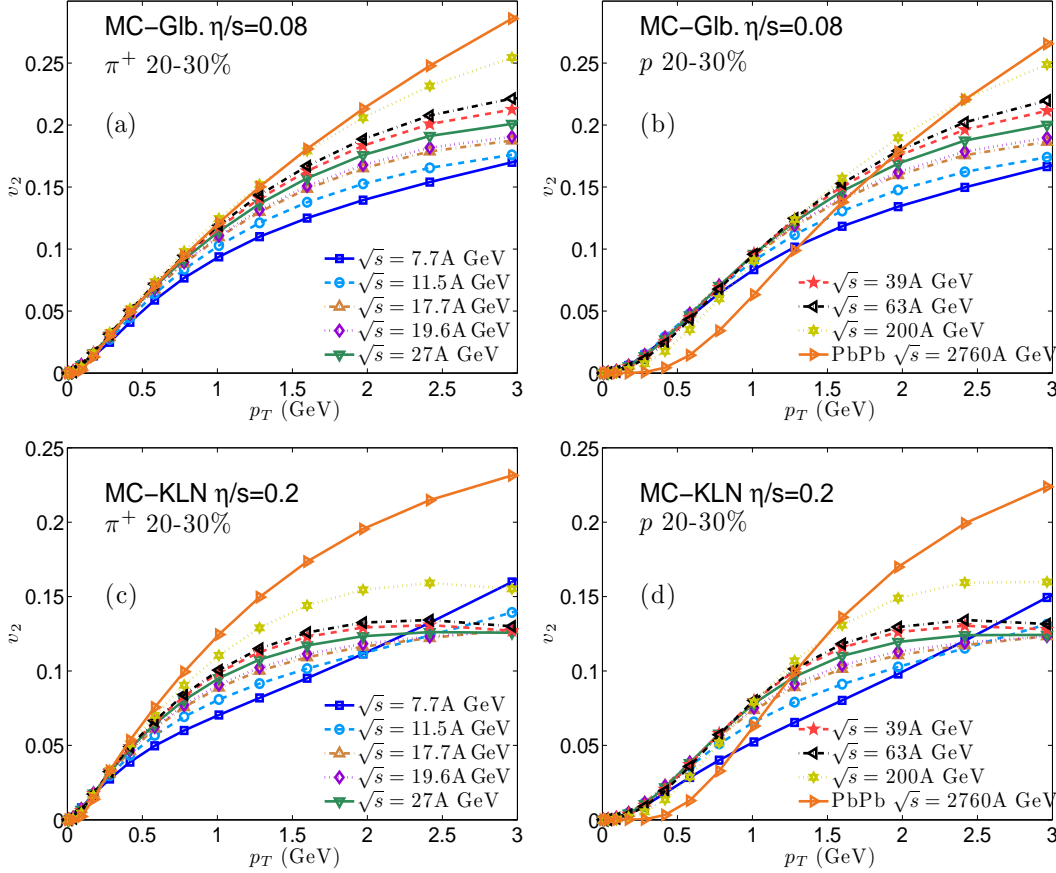 MC−Glb. η/s=0.08
π⁺ 20-30%
(a)
v₂
0.25
0.2
0.15
0.1
0.05
0
√s = 7.7A GeV
√s = 11.5A GeV
√s = 17.7A GeV
√s = 19.6A GeV
√s = 27A GeV
0 0.5 1 1.5 2 2.5 3
p_T (GeV)
MC−Glb. η/s=0.08
p 20-30%
(b)
v₂
0.25
0.2
0.15
0.1
0.05
0
√s = 39A GeV
√s = 63A GeV
√s = 200A GeV
PbPb √s = 2760A GeV
0 0.5 1 1.5 2 2.5 3
p_T (GeV)
0.25
MC−KLN η/s=0.2
π⁺ 20-30%
(c)
v₂
0.2
0.15
0.1
0.05
0
√s = 7.7A GeV
√s = 11.5A GeV
√s = 17.7A GeV
√s = 19.6A GeV
√s = 27A GeV
0 0.5 1 1.5 2 2.5 3
p_T (GeV)
0.25
MC−KLN η/s=0.2
p 20-30%
(d)
v₂
0.2
0.15
0.1
0.05
0
√s = 39A GeV
√s = 63A GeV
√s = 200A GeV
PbPb √s = 2760A GeV
0 0.5 1 1.5 2 2.5 3
p_T (GeV)